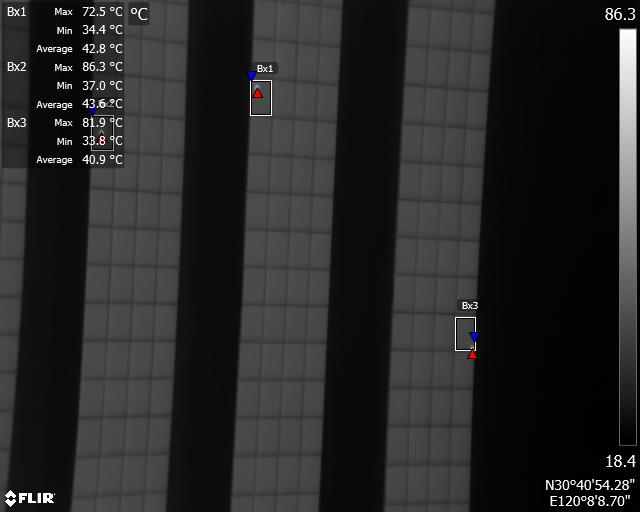 Bx1 Max 72.5 °C °C
Min 34.4 °C
Average 42.8 °C
Bx2 Max 86.3 °C
Min 37.0 °C
Average 43.6 °C
Bx3 Max 81.9 °C
Min 33.8 °C
Average 40.9 °C
86.3
Bx1
Bx3
18.4
N30°40'54.28"
E120°8'8.70"
FLIR